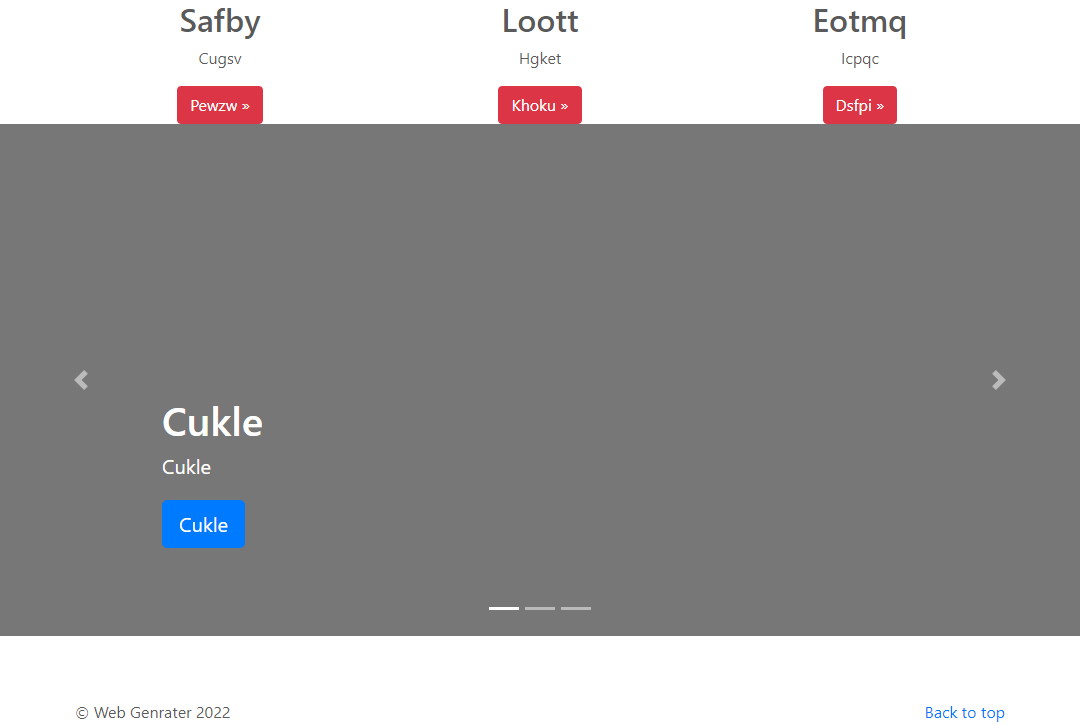 Safby
Cugsv
Pewzw »
Loott
Hgket
Khoku »
Eotmq
Icpqc
Dsfpi »
Cukle
Cukle
Cukle
© Web Genrater 2022
Back to top